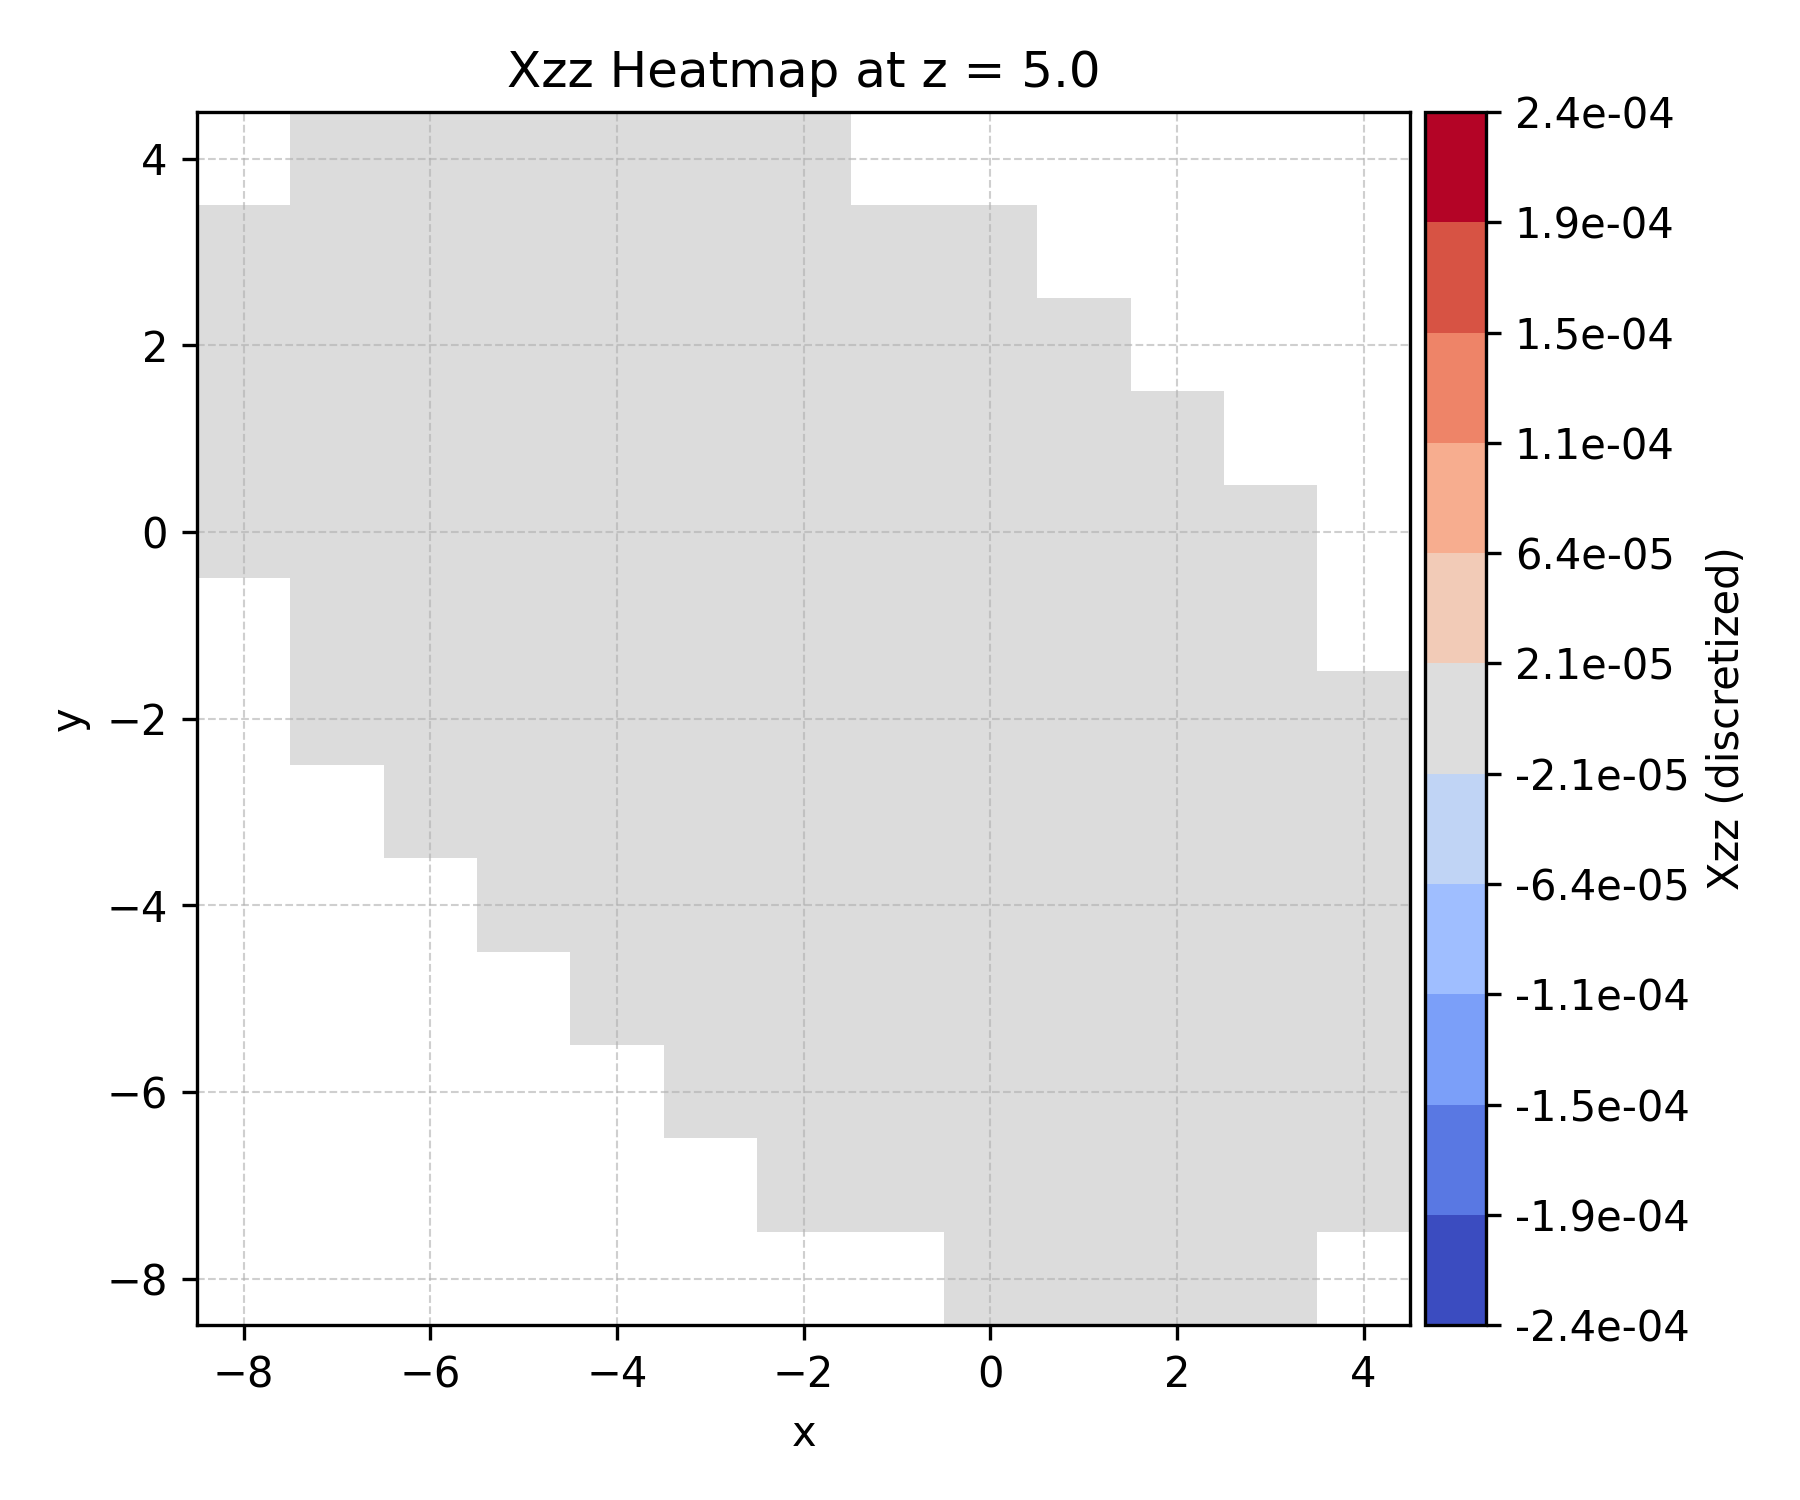 Xzz Heatmap at z = 5.0
4
2
0
−2
−4
−6
−8
y
−8
−6
−4
−2
0
2
4
x
2.4e-04
1.9e-04
1.5e-04
1.1e-04
6.4e-05
2.1e-05
-2.1e-05
-6.4e-05
-1.1e-04
-1.5e-04
-1.9e-04
-2.4e-04
Xzz (discretized)